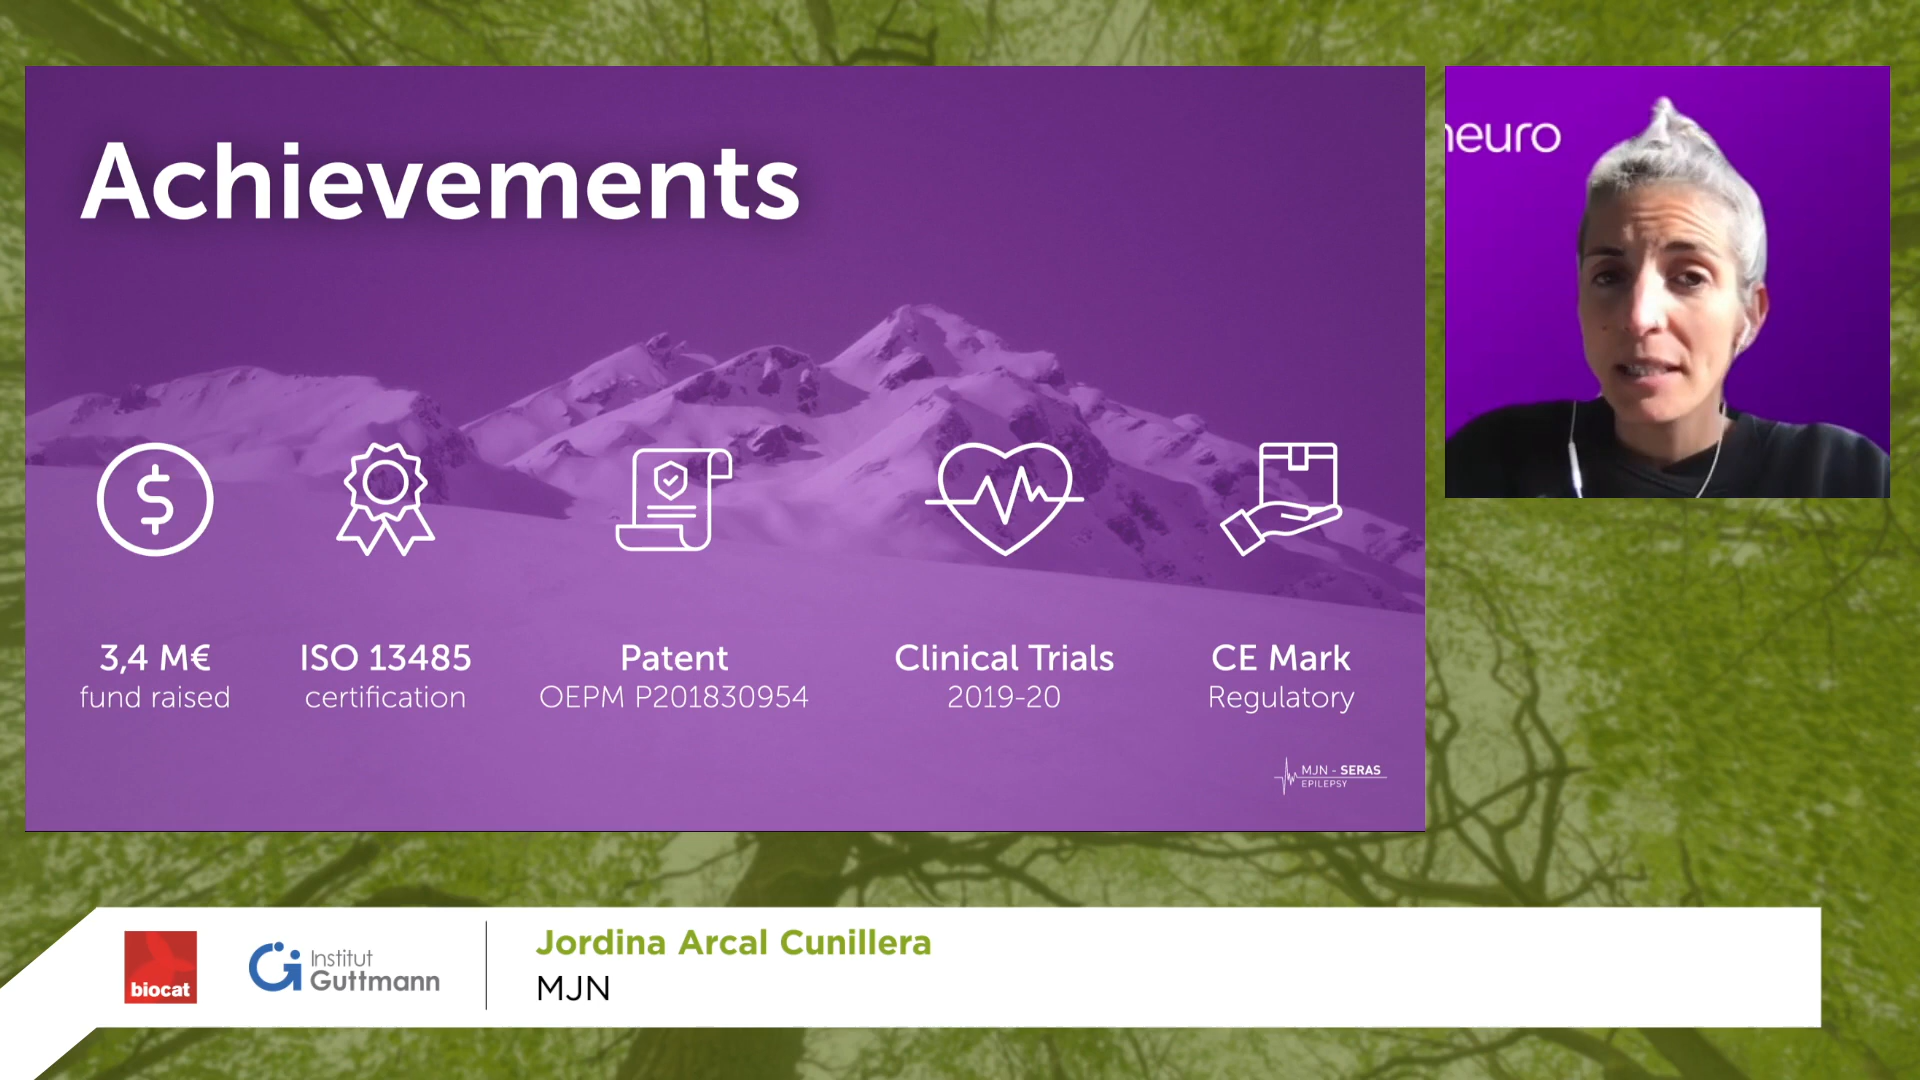 Achievements
3,4 M€
fund raised
ISO 13485
certification
Patent
OEPM P201830954
Clinical Trials
2019-20
CE Mark
Regulatory
MJN - SERAS
EPILEPSY
neuro
biocat
Institut
Guttmann
Jordina Arcal Cunillera
MJN